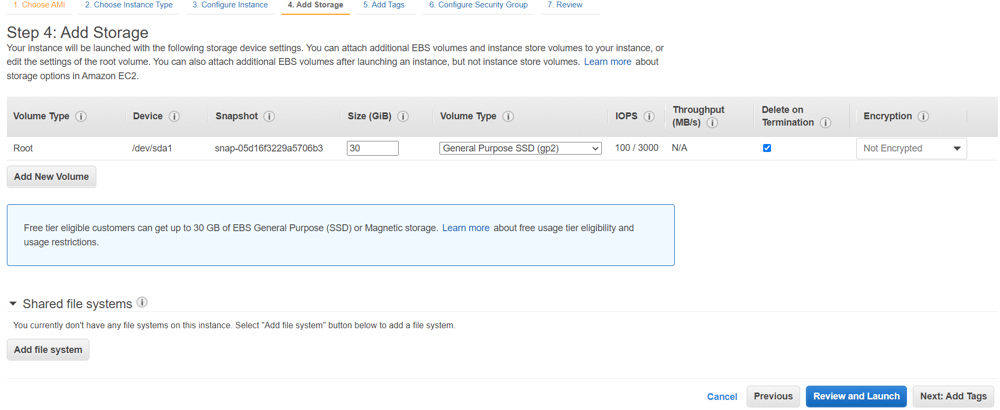 1. Choose AMI 2. Choose Instance Type 3. Configure Instance 4. Add Storage 5. Add Tags 6. Configure Security Group 7. Review
Step 4: Add Storage
Your instance will be launched with the following storage device settings. You can attach additional EBS volumes and instance store volumes to your instance, or
edit the settings of the root volume. You can also attach additional EBS volumes after launching an instance, but not instance store volumes. Learn more about
storage options in Amazon EC2.
Volume Type Device Snapshot Size (GiB) Volume Type IOPS Throughput (MB/s) Delete on Termination Encryption
Root /dev/sda1 snap-05d16f3229a5706b3 30 General Purpose SSD (gp2) 100 / 3000 N/A Not Encrypted
Add New Volume
Free tier eligible customers can get up to 30 GB of EBS General Purpose (SSD) or Magnetic storage. Learn more about free usage tier eligibility and
usage restrictions.
Shared file systems
You currently don't have any file systems on this instance. Select "Add file system" button below to add a file system.
Add file system
Cancel Previous Review and Launch Next: Add Tags